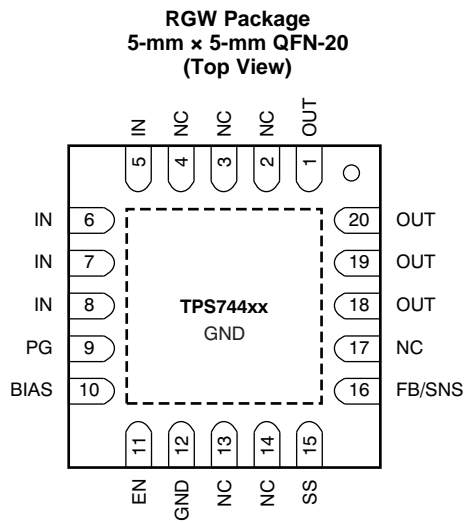 RGW Package
5-mm × 5-mm QFN-20
(Top View)
IN NC NC NC OUT
5 4 3 2 1
IN 6 20 OUT
IN 7 19 OUT
IN 8 TPS744xx 18 OUT
GND
PG 9 17 NC
BIAS 10 16 FB/SNS
11 12 13 14 15
EN GND NC NC SS